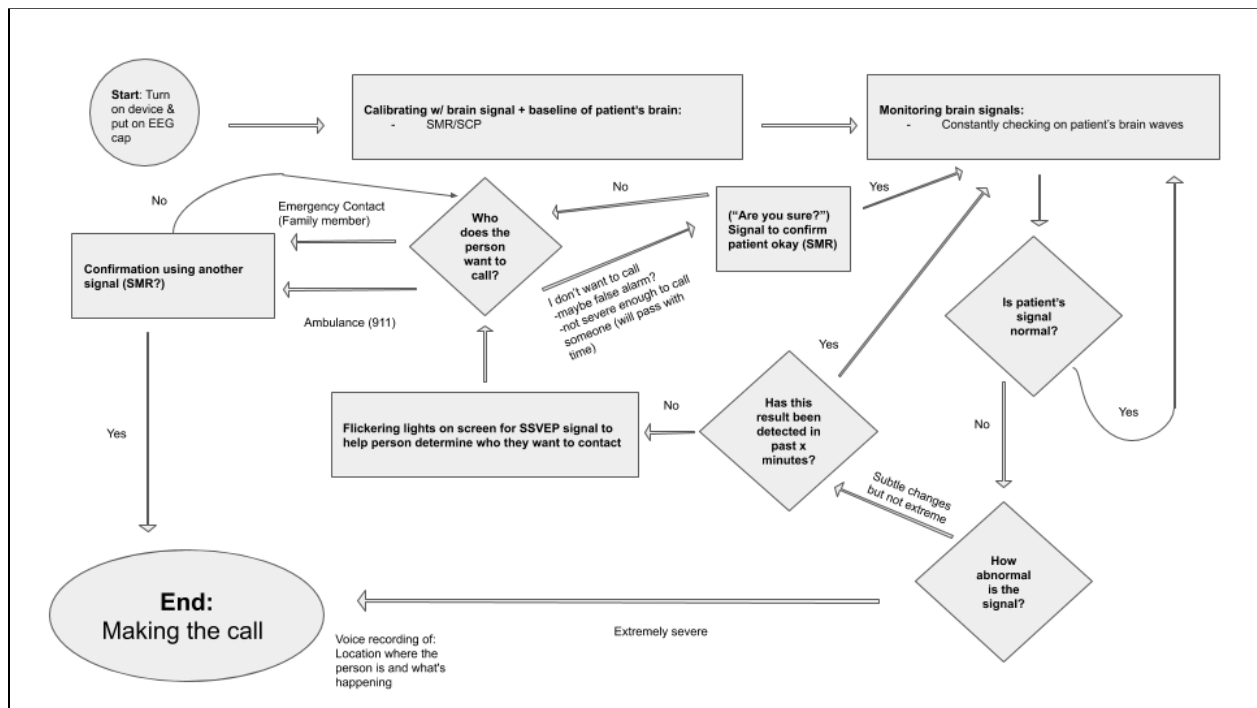 Start: Turn
on device &
put on EEG
cap
Calibrating w/ brain signal + baseline of patient's brain:
- SMR/SCP
Monitoring brain signals:
- Constantly checking on patient's brain waves
No
Emergency Contact
(Family member)
Who
does the
person
want to
call?
No
("Are you sure?")
Signal to confirm
patient okay (SMR)
Yes
Confirmation using another
signal (SMR?)
Ambulance (911)
I don't want to call
-maybe false alarm?
-not severe enough to call
someone (will pass with
time)
Is patient's
signal
normal?
Yes
Yes
Flickering lights on screen for SSVEP signal to
help person determine who they want to contact
No
Has this
result been
detected in
past x
minutes?
No
Yes
Subtle changes
but not extreme
How
abnormal
is the
signal?
End:
Making the call
Extremely severe
Voice recording of:
Location where the
person is and what's
happening